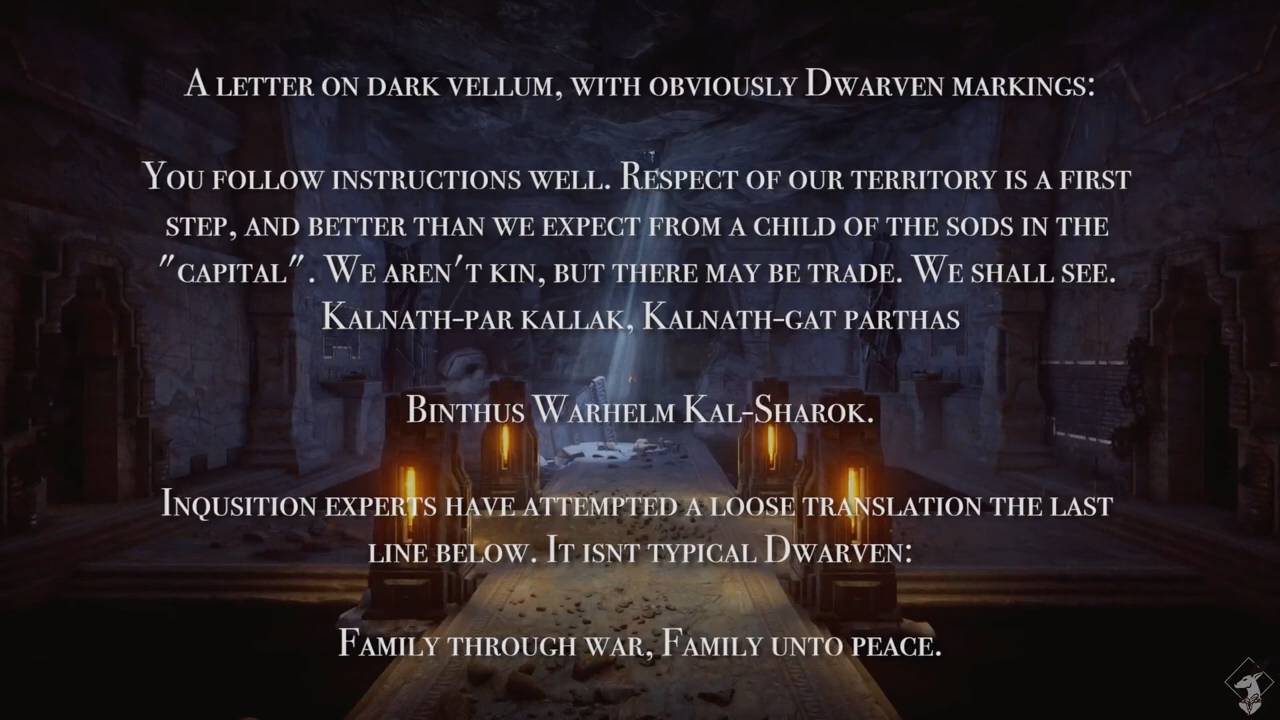 A letter on dark vellum, with obviously Dwarven markings:
You follow instructions well. Respect of our territory is a first
step, and better than we expect from a child of the sods in the
"capital". We aren't kin, but there may be trade. We shall see.
Kalnath-par kallak, Kalnath-gat parthas
Binthus Warhelm Kal-Sharok.
Inqusition experts have attempted a loose translation the last
line below. It isnt typical Dwarven:
Family through war, Family unto peace.